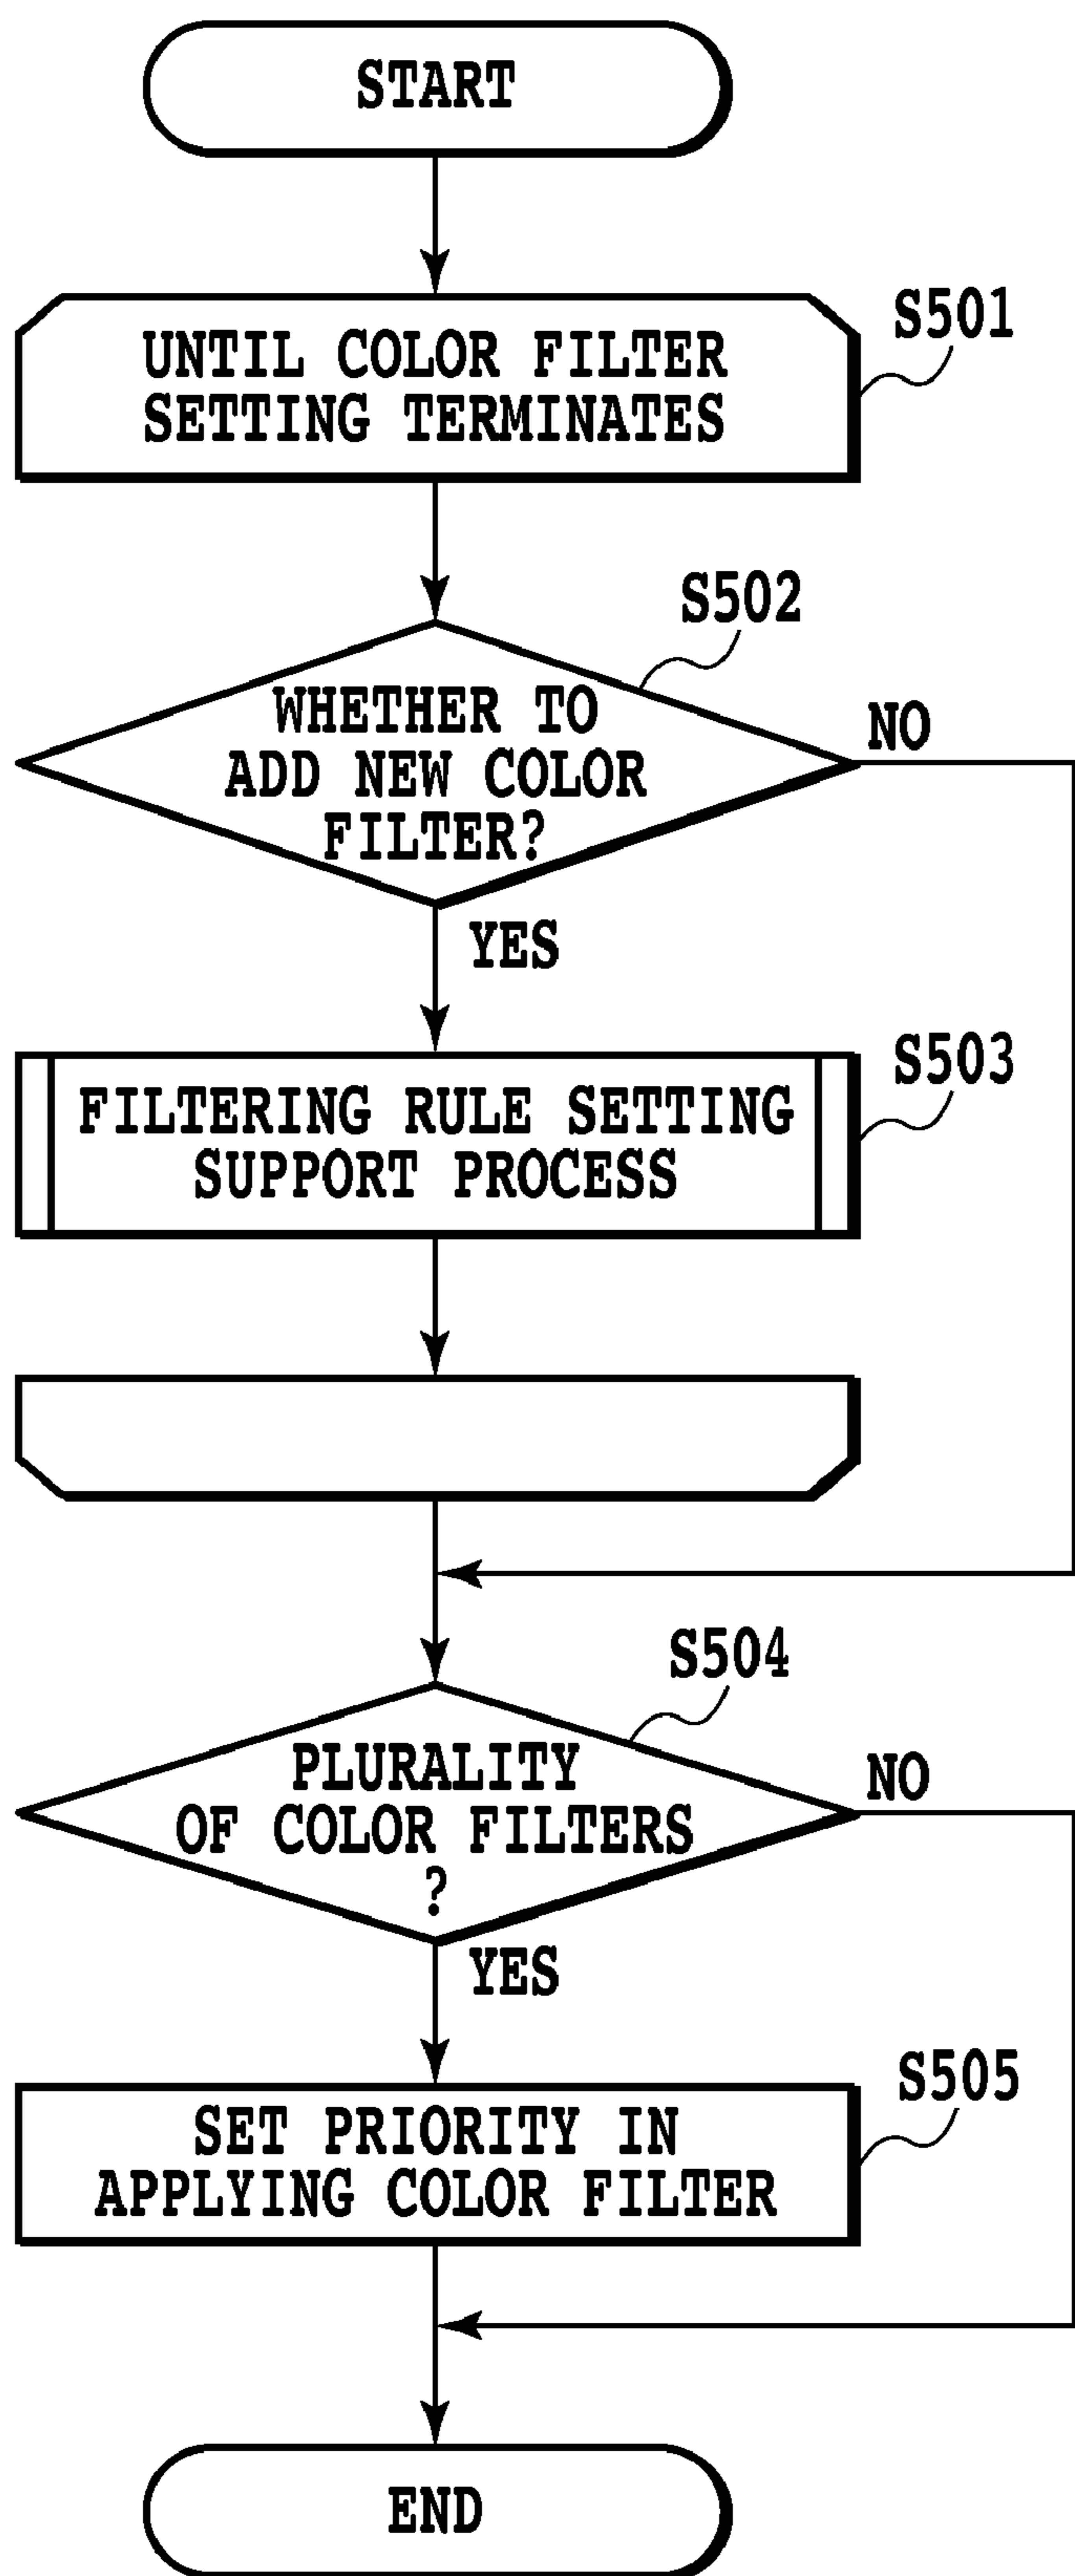 START
S501
UNTIL COLOR FILTER
SETTING TERMINATES
S502
WHETHER TO
ADD NEW COLOR
FILTER?
NO
YES
S503
FILTERING RULE SETTING
SUPPORT PROCESS
S504
PLURALITY
OF COLOR FILTERS
?
NO
YES
S505
SET PRIORITY IN
APPLYING COLOR FILTER
END